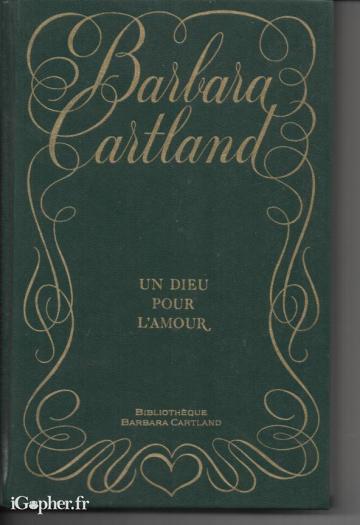 Barbara
Cartland
UN DIEU
POUR
L'AMOUR
BIBLIOTHÈQUE
BARBARA CARTLAND
iGopher.fr